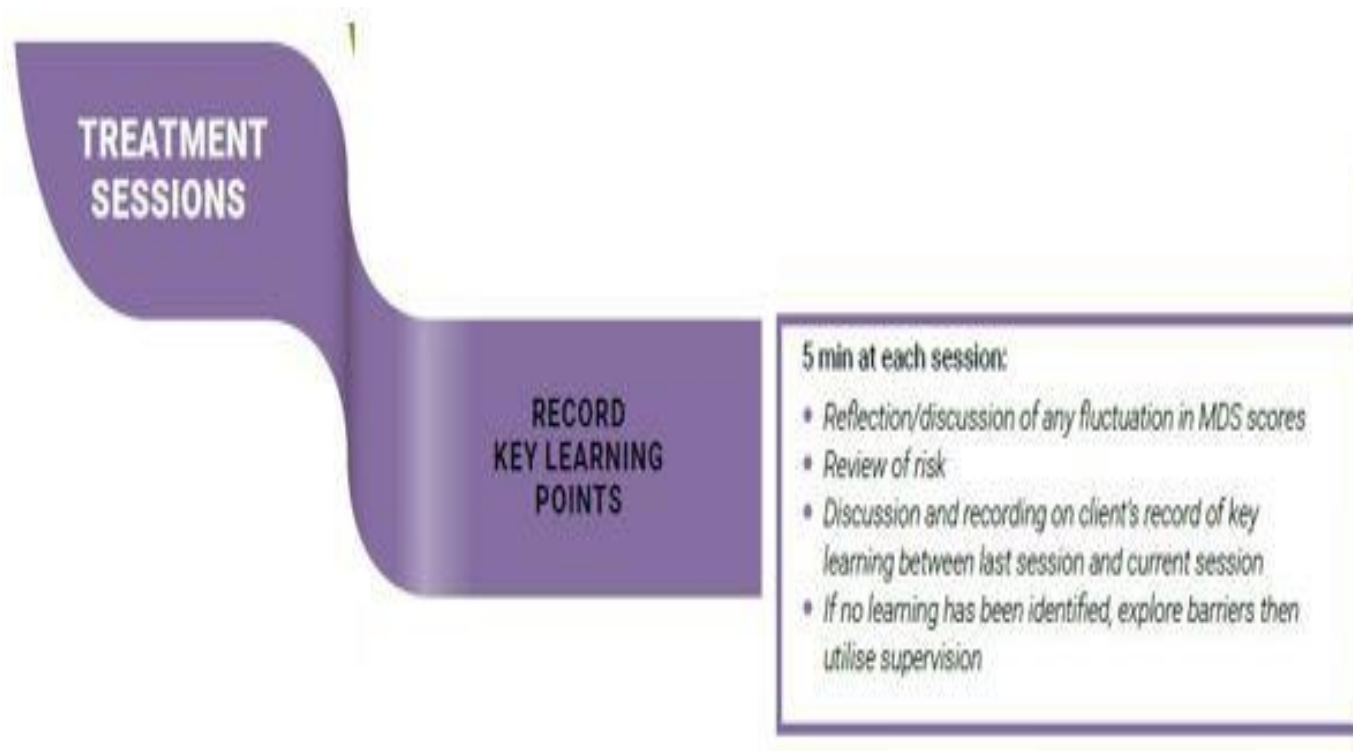 TREATMENT
SESSIONS
RECORD
KEY LEARNING
POINTS
5 min at each session:
• Reflection/discussion of any fluctuation in MDS scores
• Review of risk
• Discussion and recording on client's record of key
learning between last session and current session
• If no learning has been identified, explore barriers then
utilise supervision